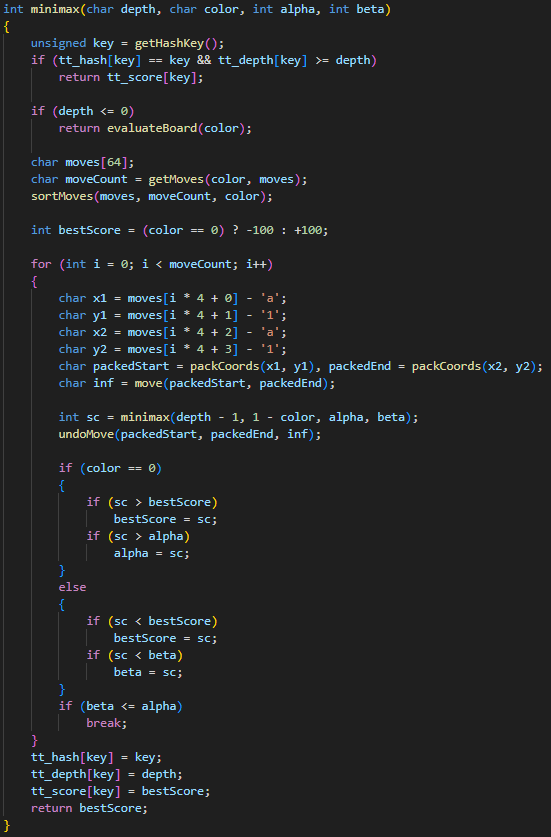 int minimax(char depth, char color, int alpha, int beta)
{
    unsigned key = getHashKey();
    if (tt_hash[key] == key && tt_depth[key] >= depth)
        return tt_score[key];

    if (depth <= 0)
        return evaluateBoard(color);

    char moves[64];
    char moveCount = getMoves(color, moves);
    sortMoves(moves, moveCount, color);

    int bestScore = (color == 0) ? -100 : +100;

    for (int i = 0; i < moveCount; i++)
    {
        char x1 = moves[i * 4 + 0] - 'a';
        char y1 = moves[i * 4 + 1] - '1';
        char x2 = moves[i * 4 + 2] - 'a';
        char y2 = moves[i * 4 + 3] - '1';
        char packedStart = packCoords(x1, y1), packedEnd = packCoords(x2, y2);
        char inf = move(packedStart, packedEnd);

        int sc = minimax(depth - 1, 1 - color, alpha, beta);
        undoMove(packedStart, packedEnd, inf);

        if (color == 0)
        {
            if (sc > bestScore)
                bestScore = sc;
            if (sc > alpha)
                alpha = sc;
        }
        else
        {
            if (sc < bestScore)
                bestScore = sc;
            if (sc < beta)
                beta = sc;
        }
        if (beta <= alpha)
            break;
    }
    tt_hash[key] = key;
    tt_depth[key] = depth;
    tt_score[key] = bestScore;
    return bestScore;
}